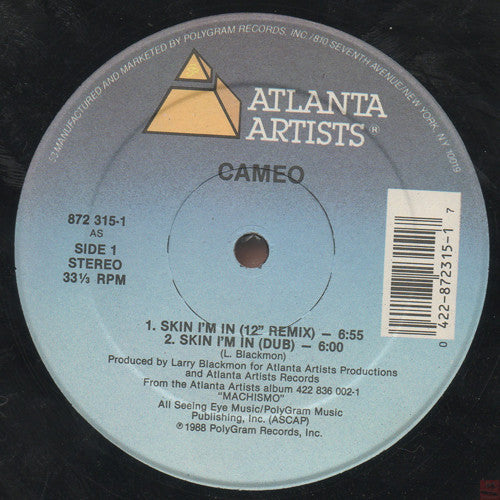 MANUFACTURED AND MARKETED BY POLYGRAM RECORDS, INC./810 SEVENTH AVENUE/NEW YORK, NY 10019
ATLANTA
ARTISTS®
CAMEO
872 315-1
AS
SIDE 1
STEREO
33⅓ RPM
0 422-872315-1 7
1. SKIN I'M IN (12" REMIX) — 6:55
2. SKIN I'M IN (DUB) — 6:00
(L. Blackmon)
Produced by Larry Blackmon for Atlanta Artists Productions
and Atlanta Artists Records
From the Atlanta Artists album 422 836 002-1
"MACHISMO"
All Seeing Eye Music/PolyGram Music
Publishing, Inc. (ASCAP)
℗1988 PolyGram Records, Inc.